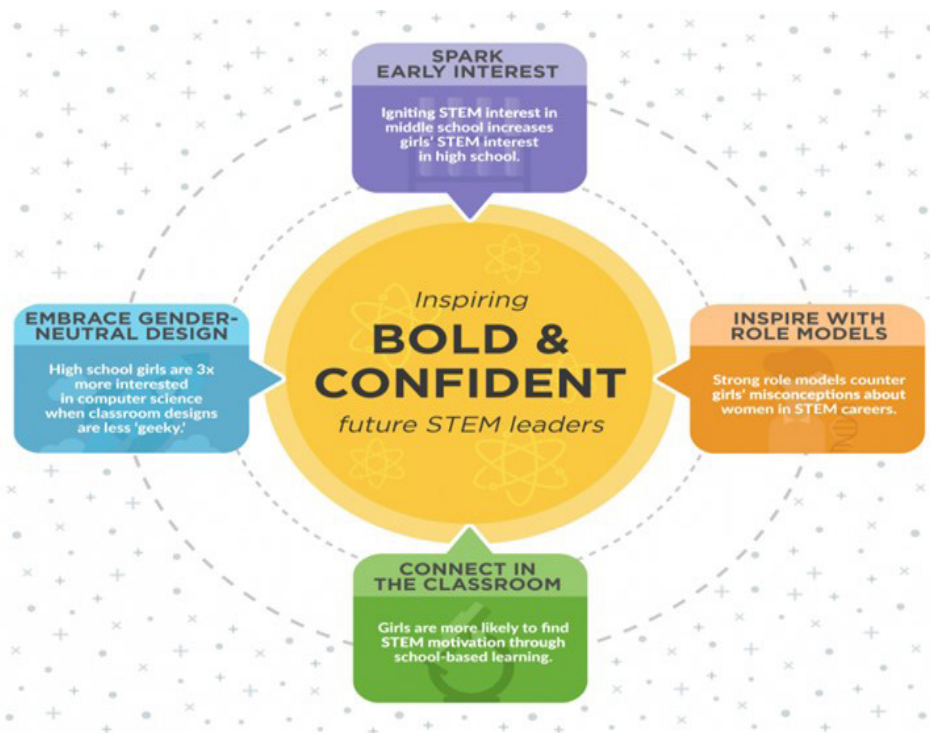 SPARK
EARLY INTEREST
Igniting STEM interest in
middle school increases
girls' STEM interest
in high school.
EMBRACE GENDER-
NEUTRAL DESIGN
High school girls are 3x
more interested
in computer science
when classroom designs
are less 'geeky.'
Inspiring
BOLD &
CONFIDENT
future STEM leaders
INSPIRE WITH
ROLE MODELS
Strong role models counter
girls' misconceptions about
women in STEM careers.
CONNECT IN
THE CLASSROOM
Girls are more likely to find
STEM motivation through
school-based learning.